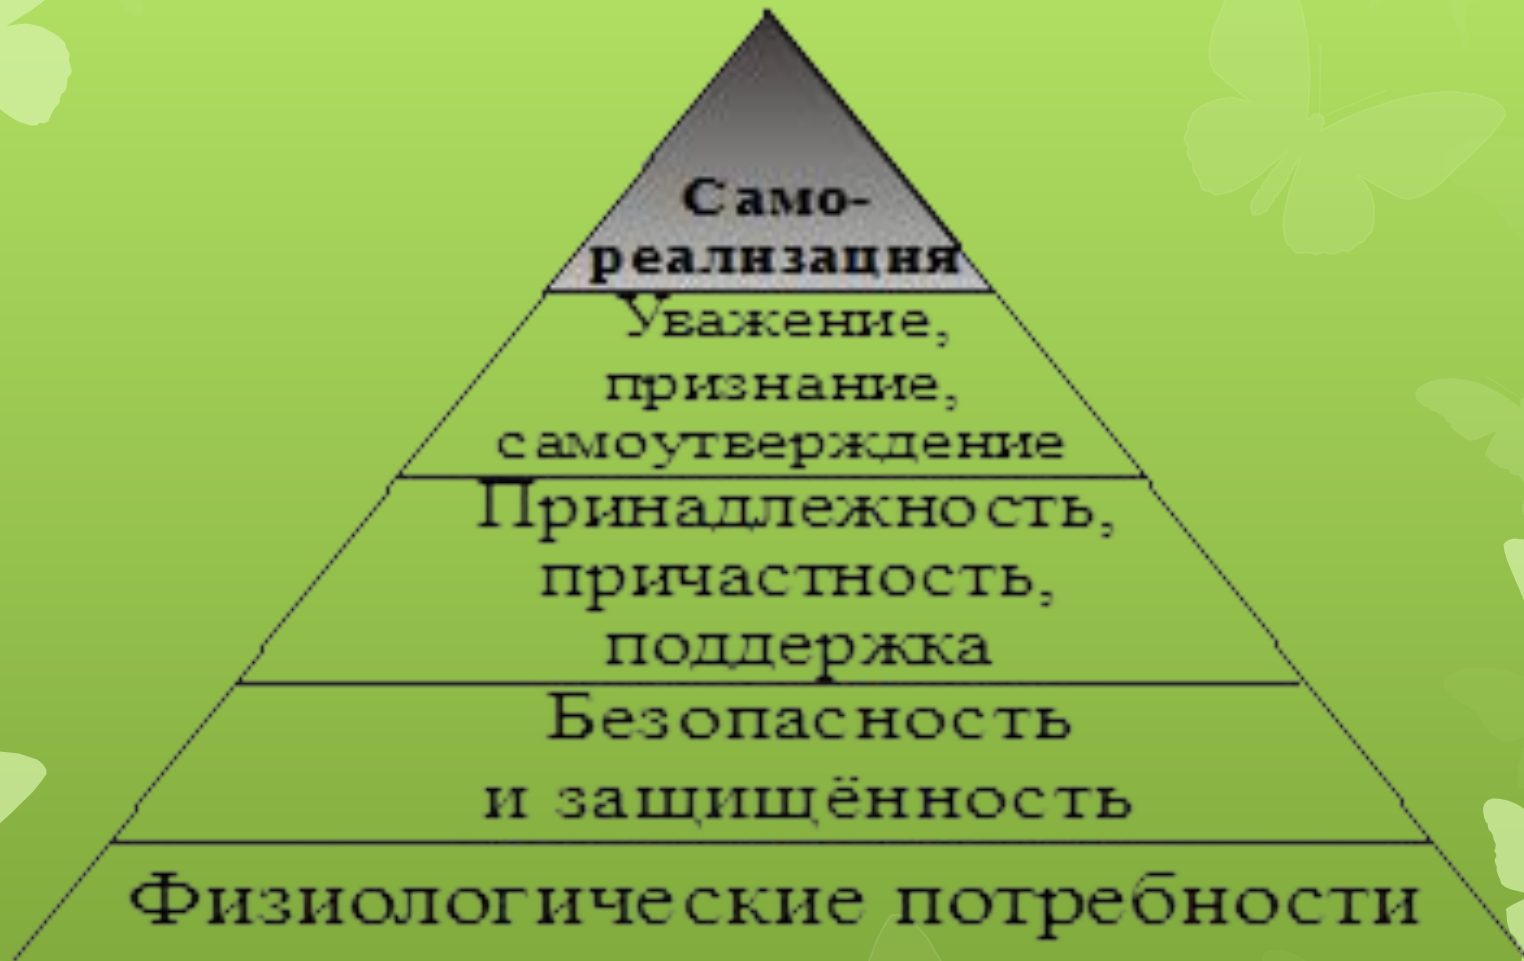 Само-
реализация
Уважение,
признание,
самоутверждение
Принадлежность,
причастность,
поддержка
Безопасность
и защищённость
Физиологические потребности